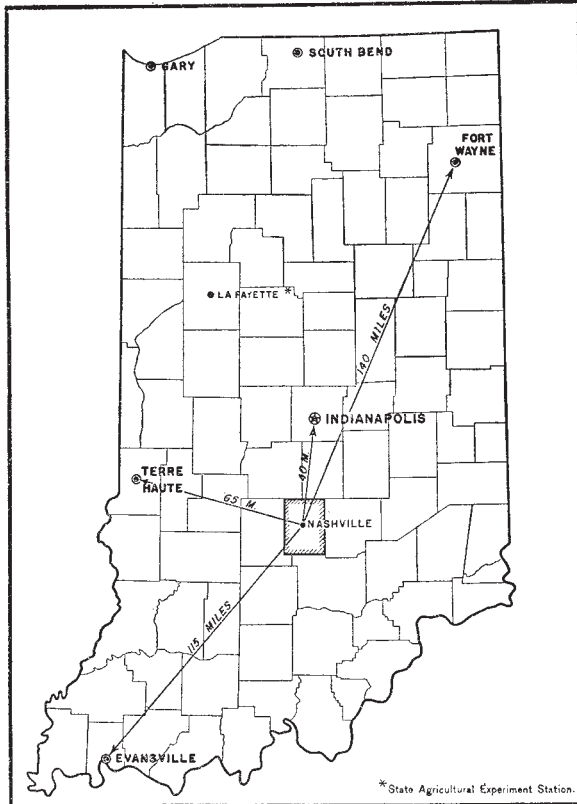 GARY
SOUTH BEND
FORT
WAYNE
LA FAYETTE *
140 MILES
INDIANAPOLIS
40 M.
TERRE
HAUTE
65 M.
NASHVILLE
115 MILES
EVANSVILLE
* State Agricultural Experiment Station.